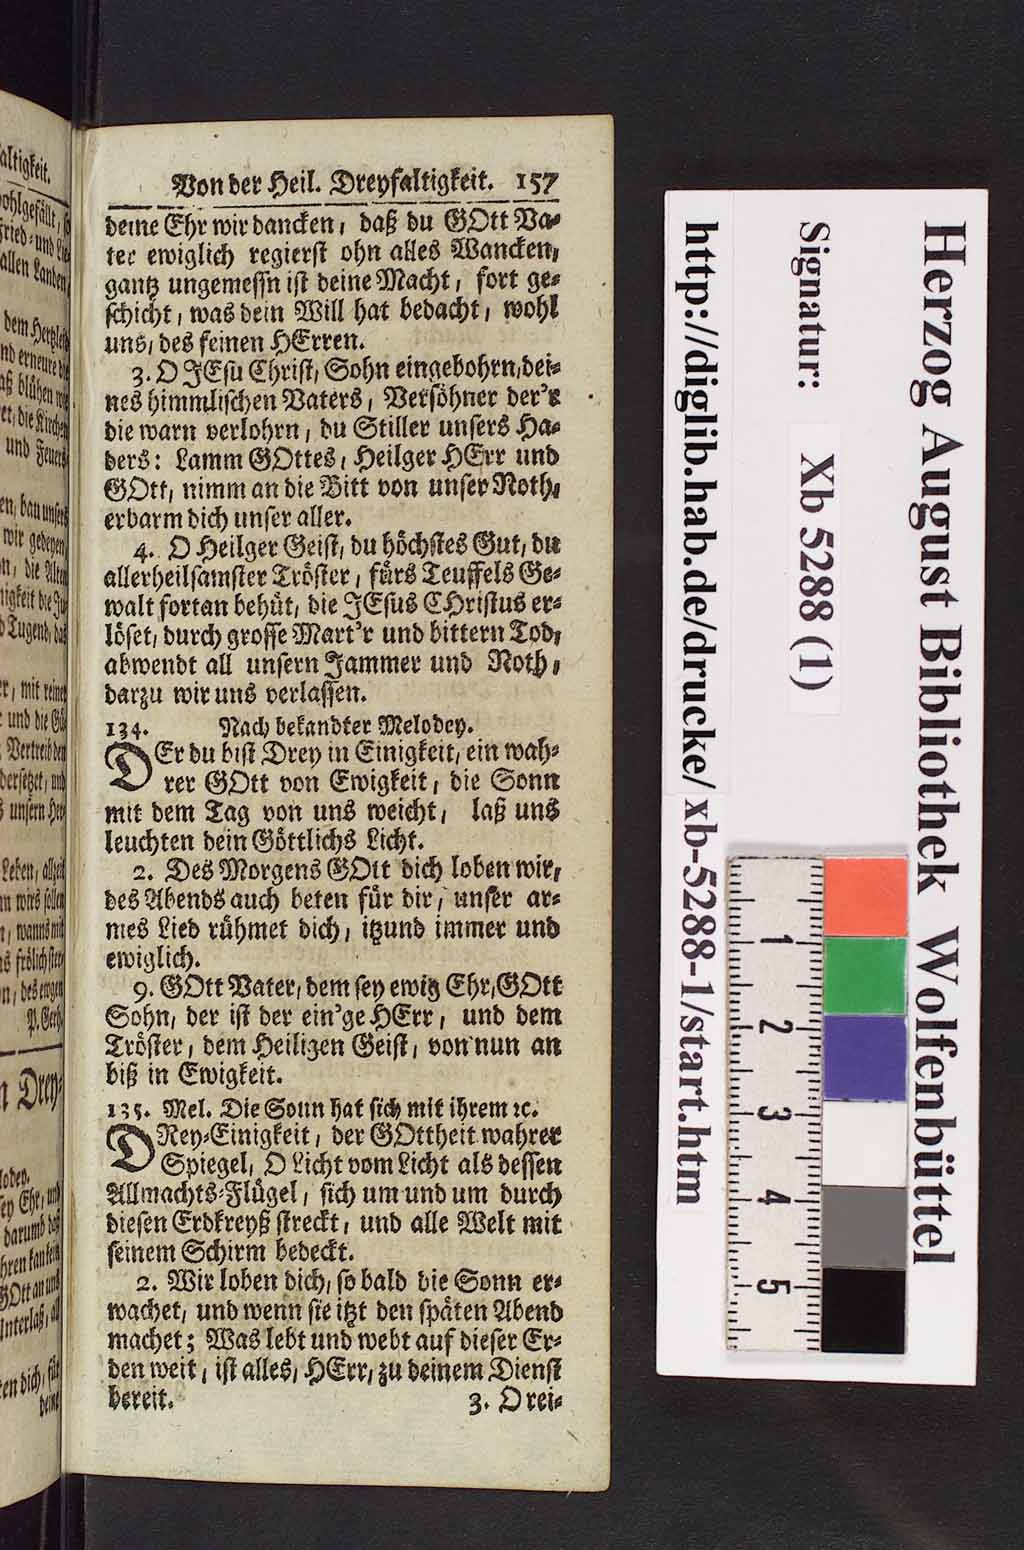 Von der Heil. Dreyfaltigkeit. 157
deine Ehr wir dancken, daß du GOtt Va-
ter ewiglich regierst ohn alles Wancken,
gantz ungemessn ist deine Macht, fort ge-
schicht, was dein Will hat bedacht, wohl
uns, des feinen HErren.
3. O JEsu Christ, Sohn eingebohrn, dei-
nes himmlischen Vaters, Versöhner der'r
die warn verlohrn, du Stiller unsers Ha-
ders: Lamm GOttes, Heilger HErr und
GOtt, nimm an die Bitt von unser Noth,
erbarm dich unser aller.
4. O Heilger Geist, du höchstes Gut, du
allerheilsamster Tröster, fürs Teuffels Ge-
walt fortan behüt, die JEsus CHristus er-
löset, durch grosse Mart'r und bittern Tod,
abwendt all unsern Jammer und Noth,
darzu wir uns verlassen.
134. Nach bekandter Melodey.
DEr du bist Drey in Einigkeit, ein wah-
rer GOtt von Ewigkeit, die Sonn
mit dem Tag von uns weicht, laß uns
leuchten dein Göttlichs Licht.
2. Des Morgens GOtt dich loben wir,
des Abends auch beten für dir, unser ar-
mes Lied rühmet dich, itzund immer und
ewiglich.
9. GOtt Vater, dem sey ewig Ehr, GOtt
Sohn, der ist der ein'ge HErr, und dem
Tröster, dem Heiligen Geist, von nun an
biß in Ewigkeit.
135. Mel. Die Sonn hat sich mit ihrem ꝛc.
DRey-Einigkeit, der GOttheit wahrer
Spiegel, O Licht vom Licht als dessen
Allmachts-Flügel, sich um und um durch
diesen Erdkreyß streckt, und alle Welt mit
seinem Schirm bedeckt.
2. Wir loben dich, so bald die Sonn er-
wachet, und wenn sie itzt den späten Abend
machet; Was lebt und webt auf dieser Er-
den weit, ist alles, HErr, zu deinem Dienst
bereit. 3. Drei-
Herzog August Bibliothek Wolfenbüttel
Signatur: Xb 5288 (1)
http://diglib.hab.de/drucke/xb-5288-1/start.htm
1
2
3
4
5